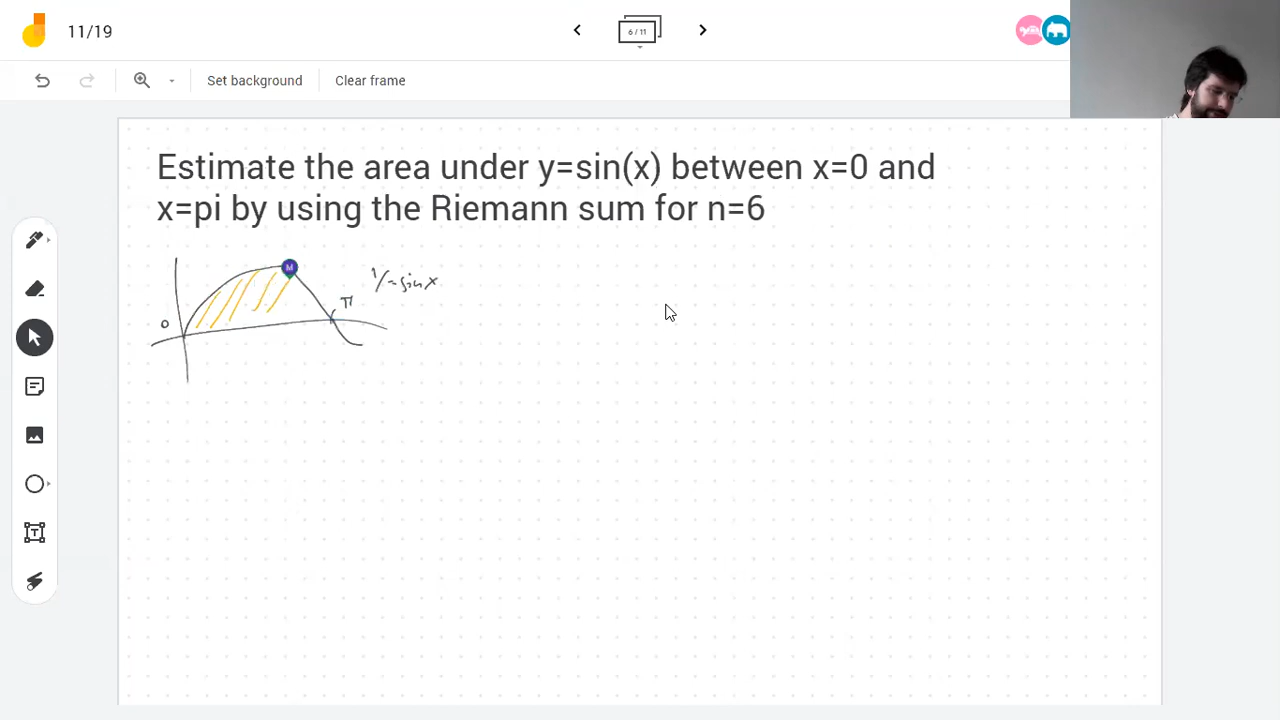 11/19
6 / 11
Set background
Clear frame
Estimate the area under y=sin(x) between x=0 and
x=pi by using the Riemann sum for n=6
M
y=sinx
π
0
T